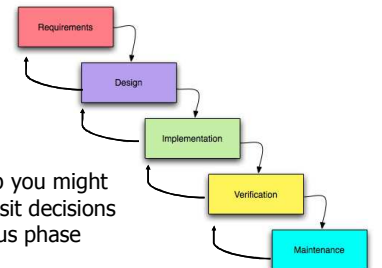 Requirements
Design
Implementation
you might
Verification
sit decisions
us phase
Maintenance